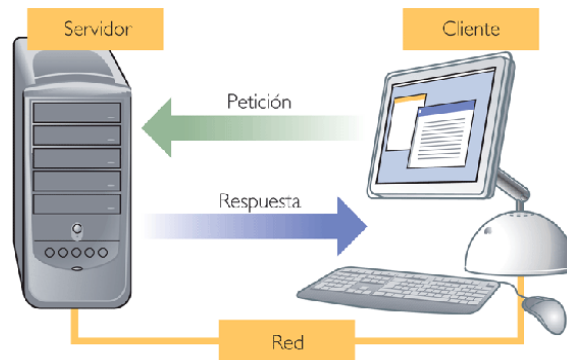 Servidor
Cliente
Petición
Respuesta
Red